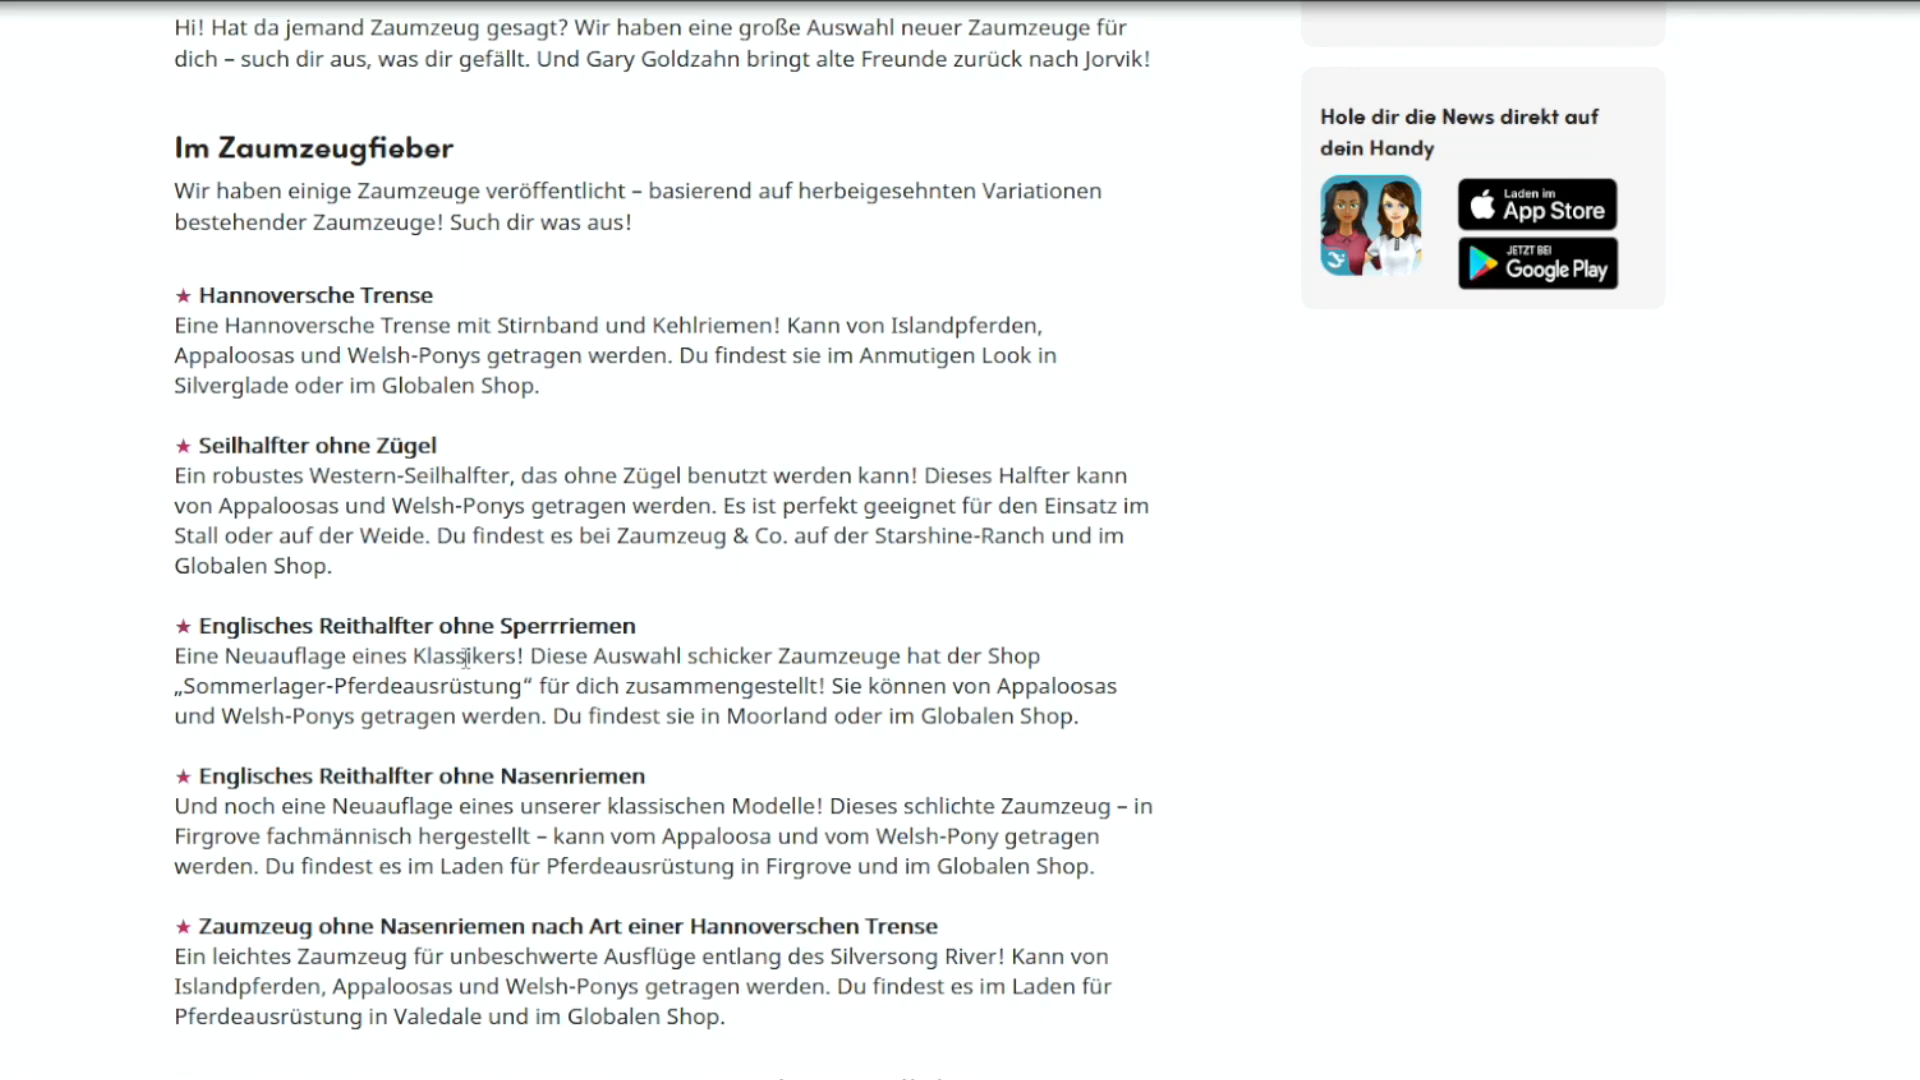 Hi! Hat da jemand Zaumzeug gesagt? Wir haben eine große Auswahl neuer Zaumzeuge für
dich – such dir aus, was dir gefällt. Und Gary Goldzahn bringt alte Freunde zurück nach Jorvik!
Im Zaumzeugfieber
Wir haben einige Zaumzeuge veröffentlicht – basierend auf herbeigesehnten Variationen
bestehender Zaumzeuge! Such dir was aus!
★ Hannoversche Trense
Eine Hannoversche Trense mit Stirnband und Kehlriemen! Kann von Islandpferden,
Appaloosas und Welsh-Ponys getragen werden. Du findest sie im Anmutigen Look in
Silverglade oder im Globalen Shop.
★ Seilhalfter ohne Zügel
Ein robustes Western-Seilhalfter, das ohne Zügel benutzt werden kann! Dieses Halfter kann
von Appaloosas und Welsh-Ponys getragen werden. Es ist perfekt geeignet für den Einsatz im
Stall oder auf der Weide. Du findest es bei Zaumzeug & Co. auf der Starshine-Ranch und im
Globalen Shop.
★ Englisches Reithalfter ohne Sperrriemen
Eine Neuauflage eines Klassikers! Diese Auswahl schicker Zaumzeuge hat der Shop
„Sommerlager-Pferdeausrüstung“ für dich zusammengestellt! Sie können von Appaloosas
und Welsh-Ponys getragen werden. Du findest sie in Moorland oder im Globalen Shop.
★ Englisches Reithalfter ohne Nasenriemen
Und noch eine Neuauflage eines unserer klassischen Modelle! Dieses schlichte Zaumzeug – in
Firgrove fachmännisch hergestellt – kann vom Appaloosa und vom Welsh-Pony getragen
werden. Du findest es im Laden für Pferdeausrüstung in Firgrove und im Globalen Shop.
★ Zaumzeug ohne Nasenriemen nach Art einer Hannoverschen Trense
Ein leichtes Zaumzeug für unbeschwerte Ausflüge entlang des Silversong River! Kann von
Islandpferden, Appaloosas und Welsh-Ponys getragen werden. Du findest es im Laden für
Pferdeausrüstung in Valedale und im Globalen Shop.
Hole dir die News direkt auf
dein Handy
Laden im
App Store
JETZT BEI
Google Play